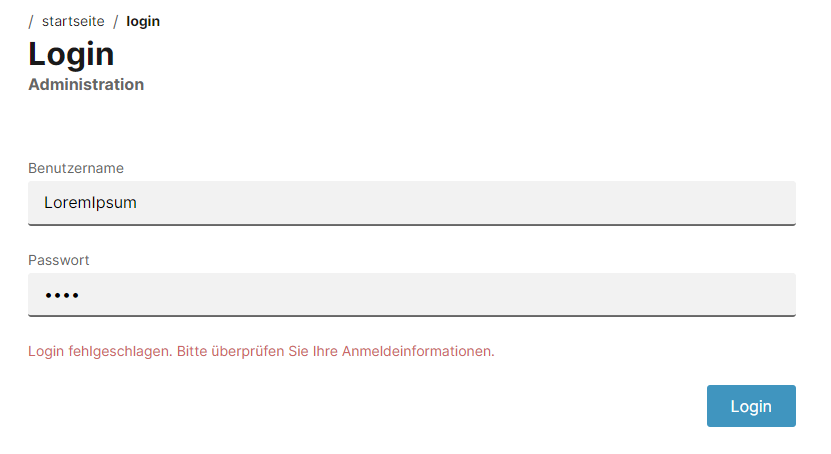 / startseite / login
Login
Administration
Benutzername
LoremIpsum
Passwort
••••
Login fehlgeschlagen. Bitte überprüfen Sie Ihre Anmeldeinformationen.
Login